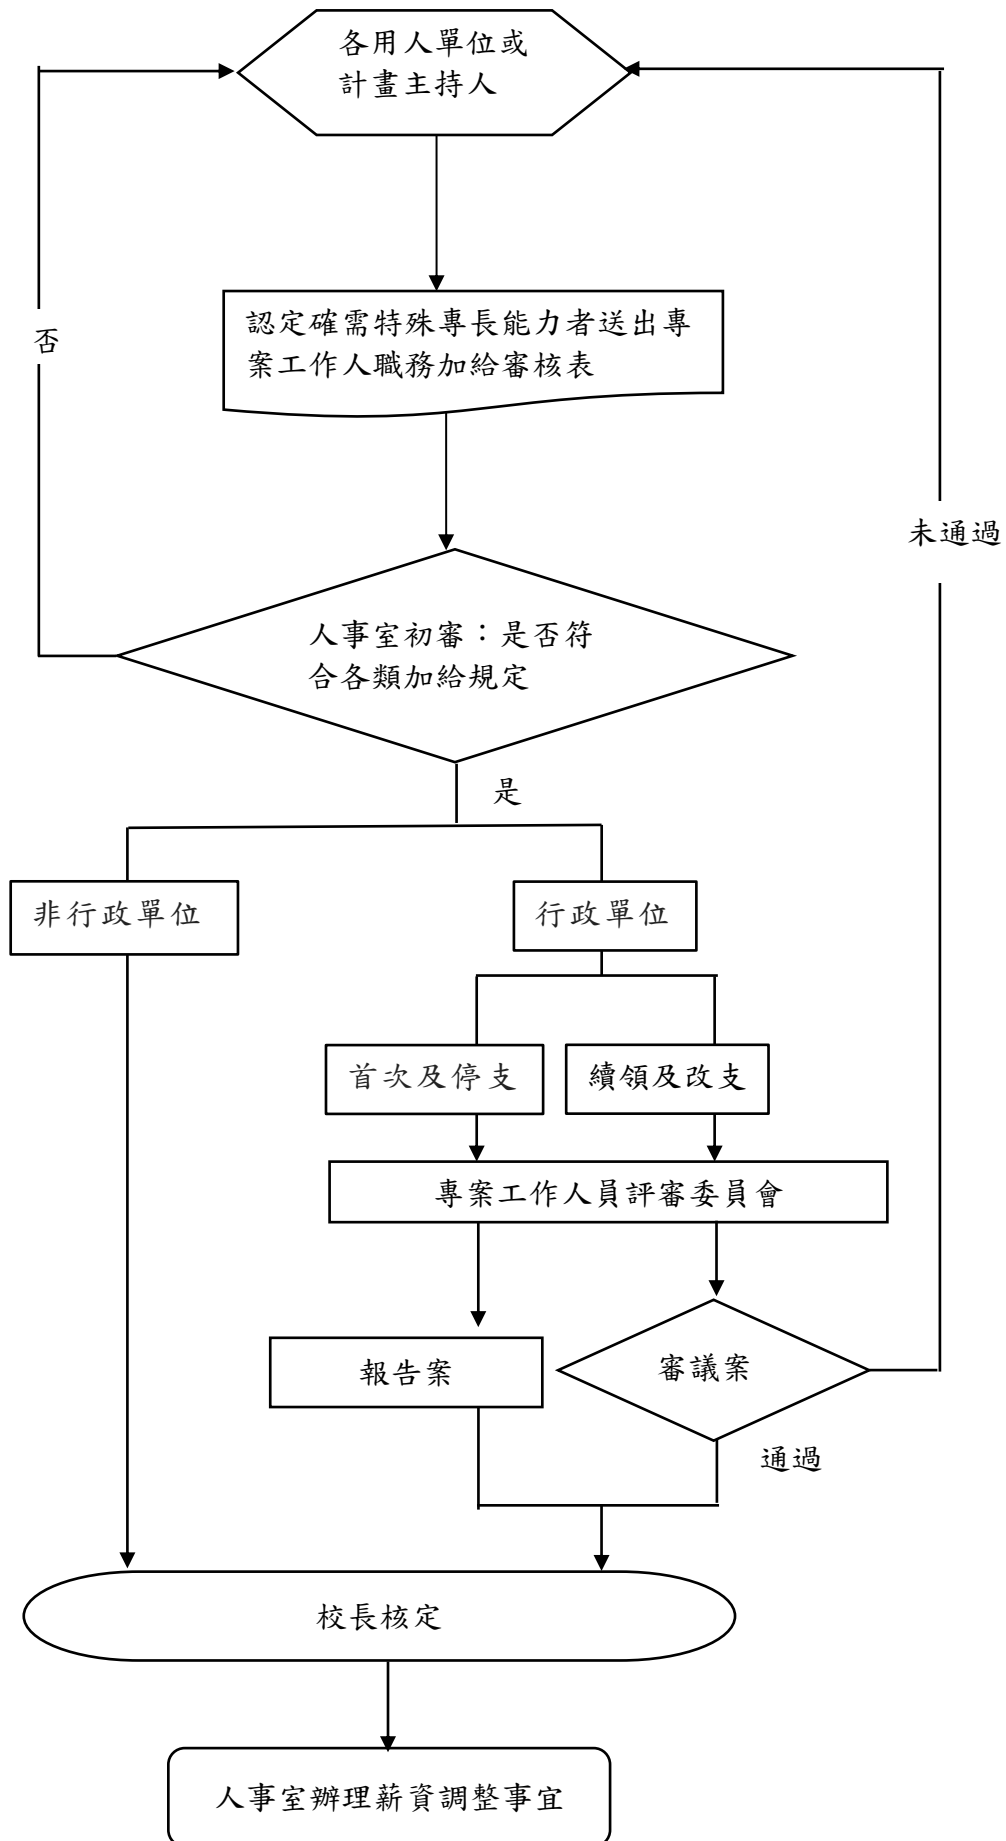 各用人單位或
計畫主持人
否
認定確需特殊專長能力者送出專
案工作人職務加給審核表
未通過
人事室初審：是否符
合各類加給規定
是
非行政單位
行政單位
首次及停支
續領及改支
專案工作人員評審委員會
報告案
審議案
通過
校長核定
人事室辦理薪資調整事宜